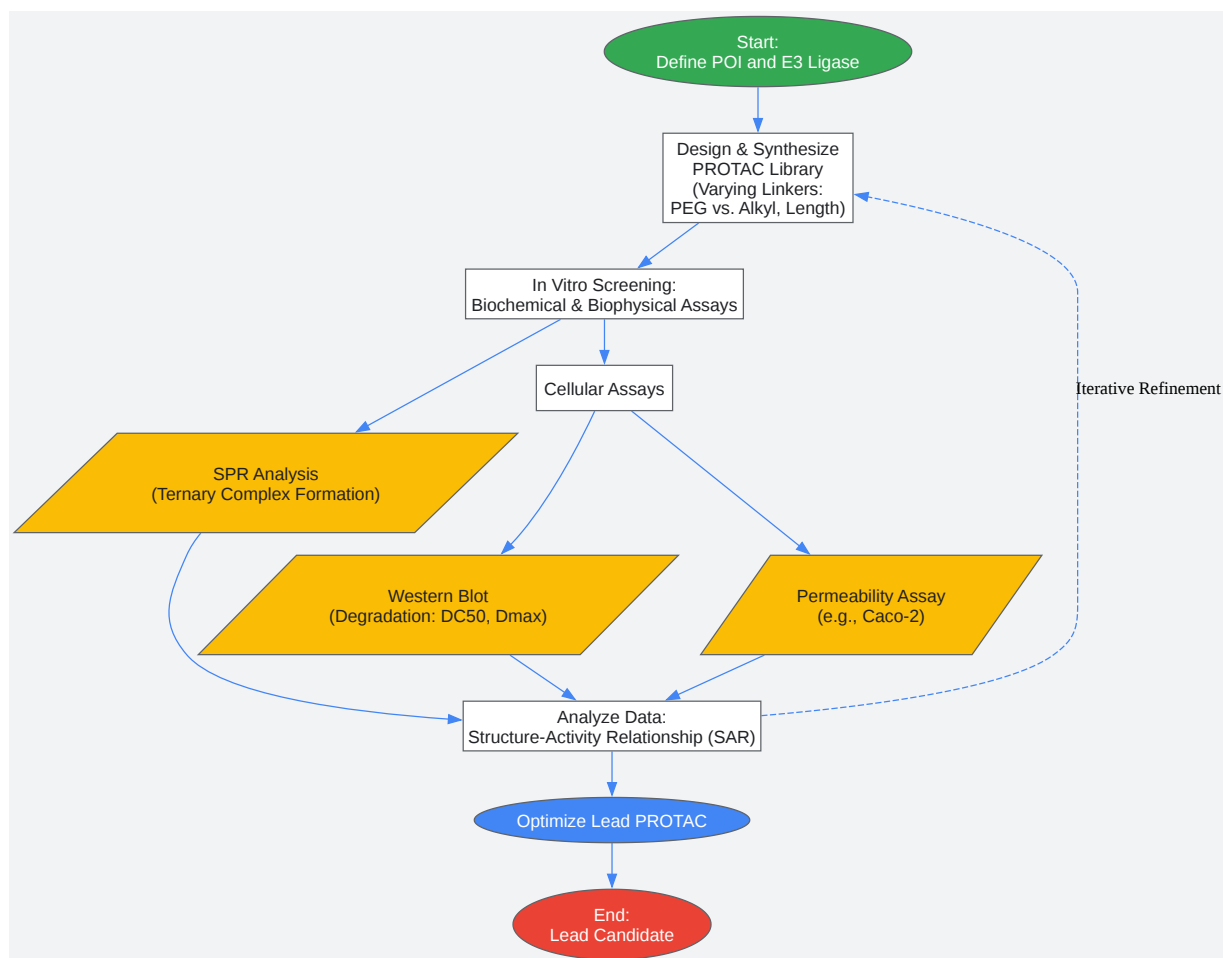 Start:
Define POI and E3 Ligase
Design & Synthesize
PROTAC Library
(Varying Linkers:
PEG vs. Alkyl, Length)
In Vitro Screening:
Biochemical & Biophysical Assays
Cellular Assays
Iterative Refinement
SPR Analysis
(Ternary Complex Formation)
Western Blot
(Degradation: DC50, Dmax)
Permeability Assay
(e.g., Caco-2)
Analyze Data:
Structure-Activity Relationship (SAR)
Optimize Lead PROTAC
End:
Lead Candidate